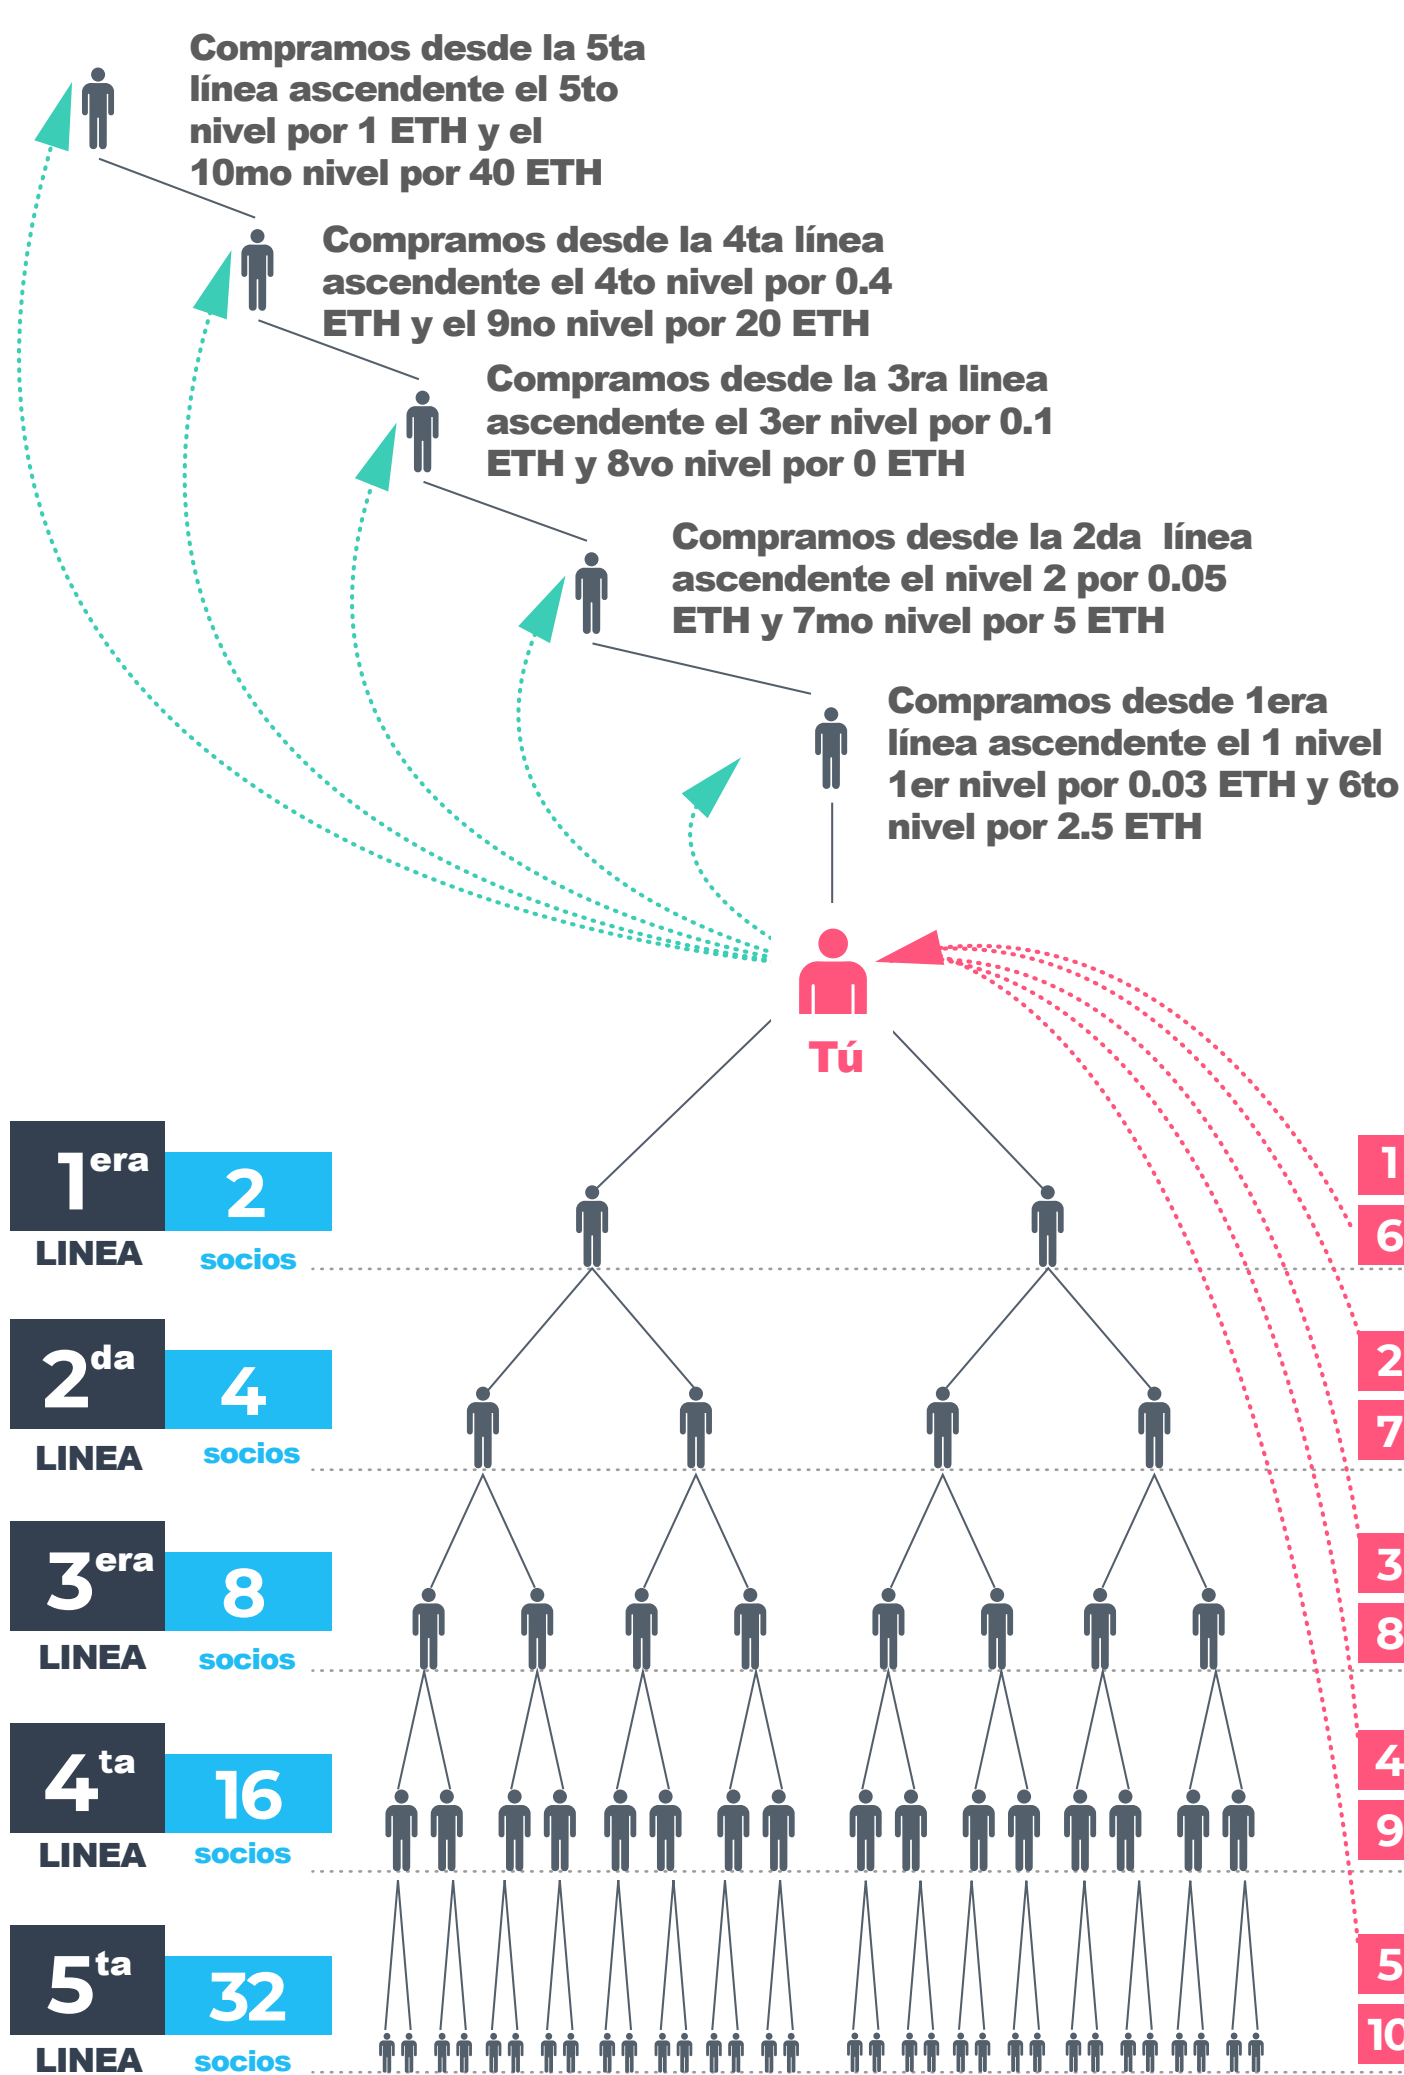 Compramos desde la 5ta
línea ascendente el 5to
nivel por 1 ETH y el
10mo nivel por 40 ETH
Compramos desde la 4ta línea
ascendente el 4to nivel por 0.4
ETH y el 9no nivel por 20 ETH
Compramos desde la 3ra linea
ascendente el 3er nivel por 0.1
ETH y 8vo nivel por 0 ETH
Compramos desde la 2da línea
ascendente el nivel 2 por 0.05
ETH y 7mo nivel por 5 ETH
Compramos desde 1era
línea ascendente el 1 nivel
1er nivel por 0.03 ETH y 6to
nivel por 2.5 ETH
Tú
1era
2
LINEA
socios
1
6
2da
4
LINEA
socios
2
7
3era
8
LINEA
socios
3
8
4ta
16
LINEA
socios
4
9
5ta
32
LINEA
socios
5
10